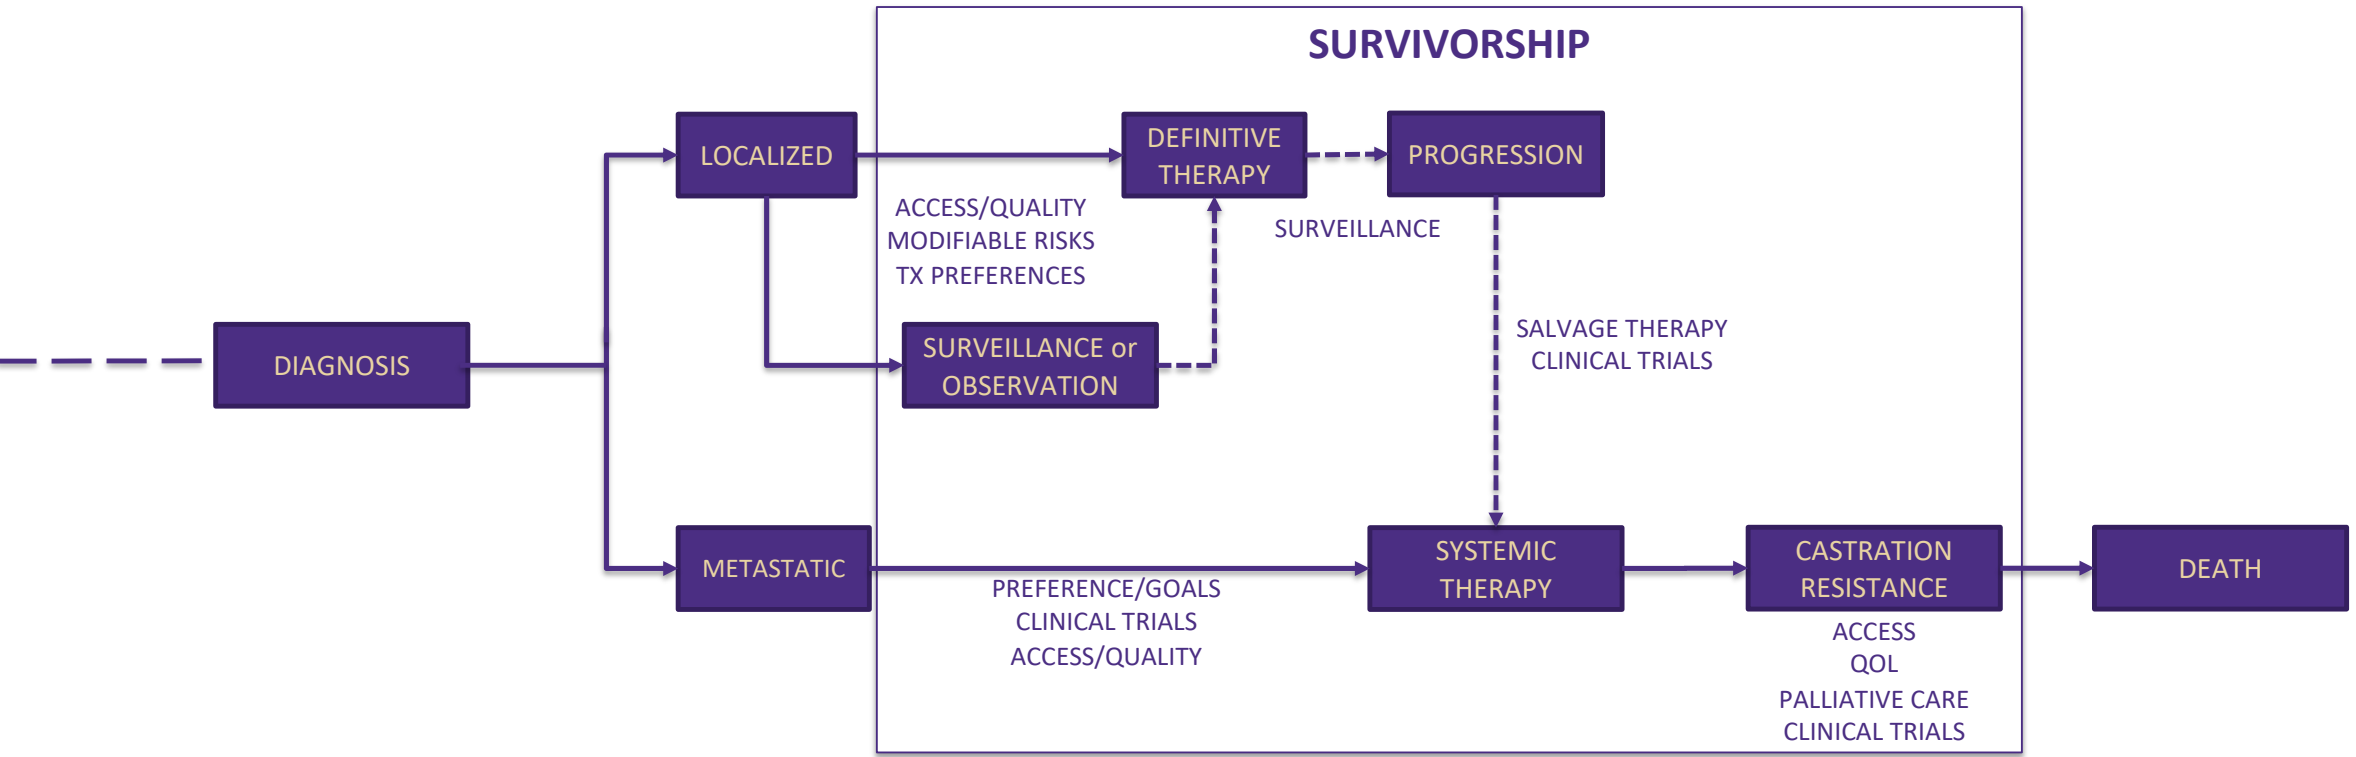 SURVIVORSHIP
LOCALIZED
DEFINITIVE
THERAPY
PROGRESSION
ACCESS/QUALITY
MODIFIABLE RISKS
TX PREFERENCES
SURVEILLANCE
DIAGNOSIS
SURVEILLANCE or
OBSERVATION
SALVAGE THERAPY
CLINICAL TRIALS
METASTATIC
PREFERENCE/GOALS
CLINICAL TRIALS
ACCESS/QUALITY
SYSTEMIC
THERAPY
CASTRATION
RESISTANCE
ACCESS
QOL
PALLIATIVE CARE
CLINICAL TRIALS
DEATH